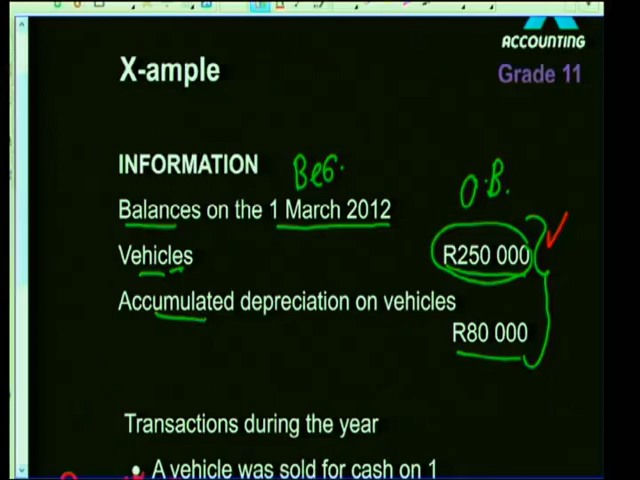 ACCOUNTING
X-ample
Grade 11
INFORMATION
Beg.
O.B.
Balances on the 1 March 2012
Vehicles R250 000
Accumulated depreciation on vehicles
R80 000
Transactions during the year
• A vehicle was sold for cash on 1